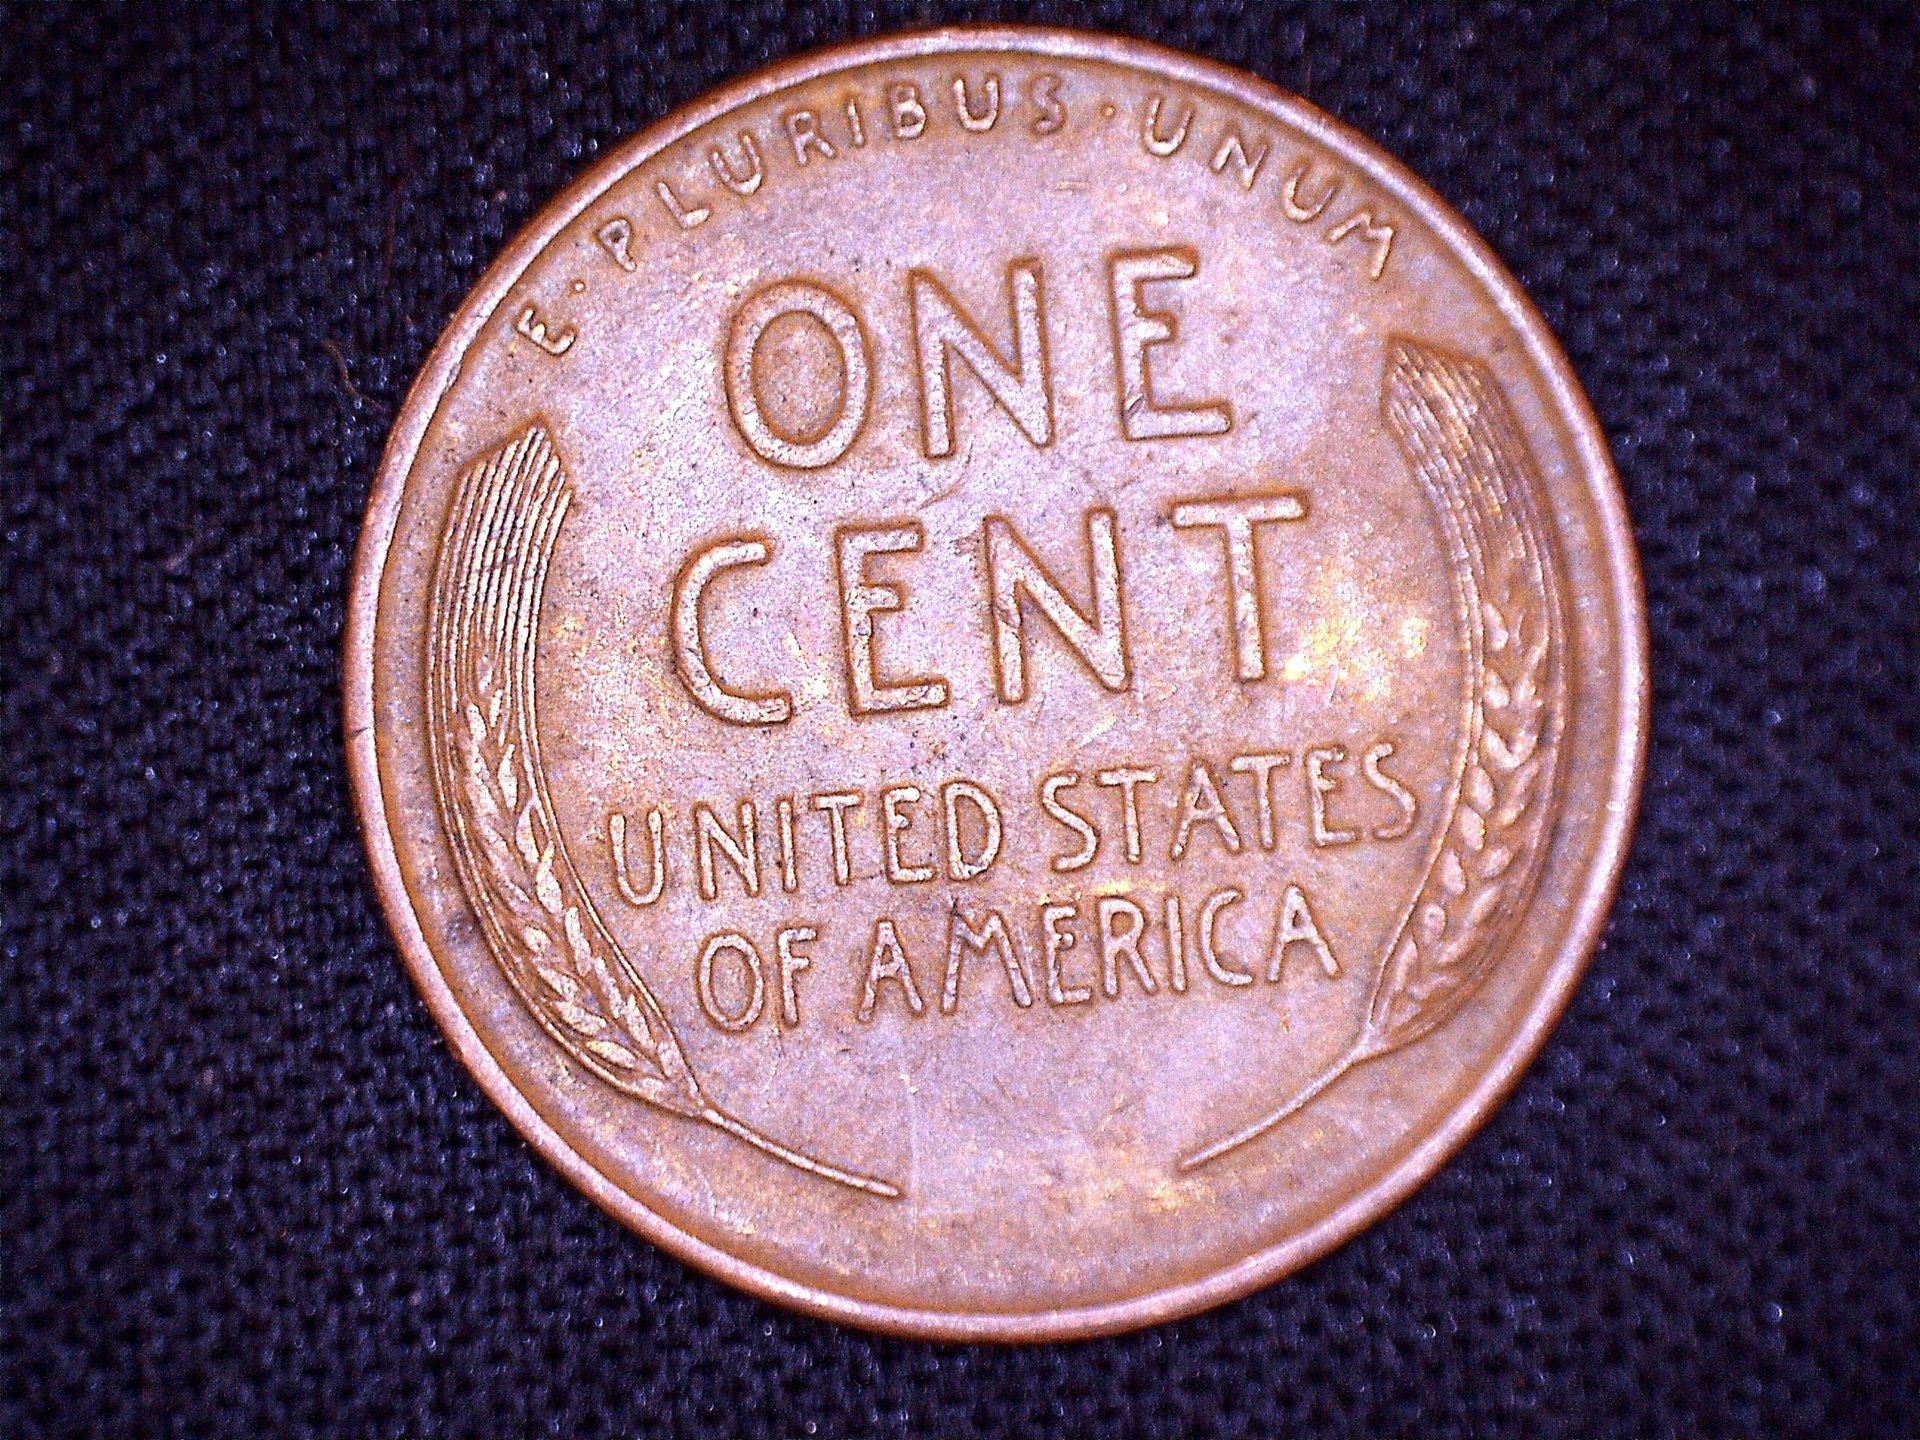 E·PLURIBUS·UNUM
ONE
CENT
UNITED STATES
OF AMERICA